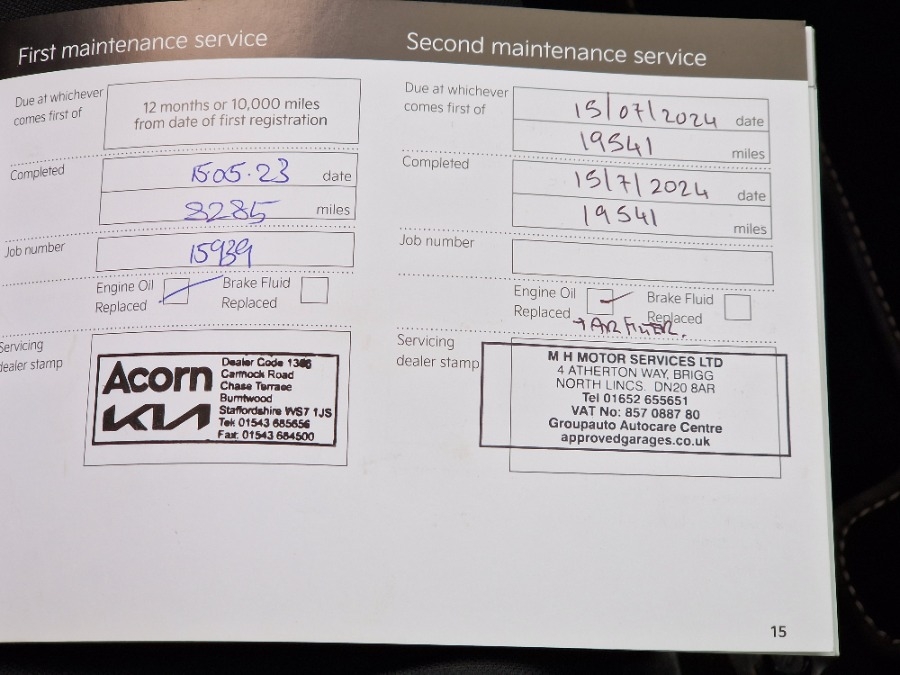 First maintenance service
Due at whichever
comes first of
12 months or 10,000 miles
from date of first registration
Completed
15.05.23 date
8285 miles
Job number
15939
Engine Oil
Replaced
Brake Fluid
Replaced
Servicing
dealer stamp
Acorn
KIA
Dealer Code 1366
Cannock Road
Chase Terrace
Burntwood
Staffordshire WS7 1JS
Tel: 01543 685656
Fax: 01543 684500
Second maintenance service
Due at whichever
comes first of
15/07/2024 date
19541 miles
Completed
15/7/2024 date
19541 miles
Job number
Engine Oil
Replaced
Brake Fluid
Replaced
→ AIR FILTER.
Servicing
dealer stamp
M H MOTOR SERVICES LTD
4 ATHERTON WAY, BRIGG
NORTH LINCS. DN20 8AR
Tel 01652 655651
VAT No: 857 0887 80
Groupauto Autocare Centre
approvedgarages.co.uk
15